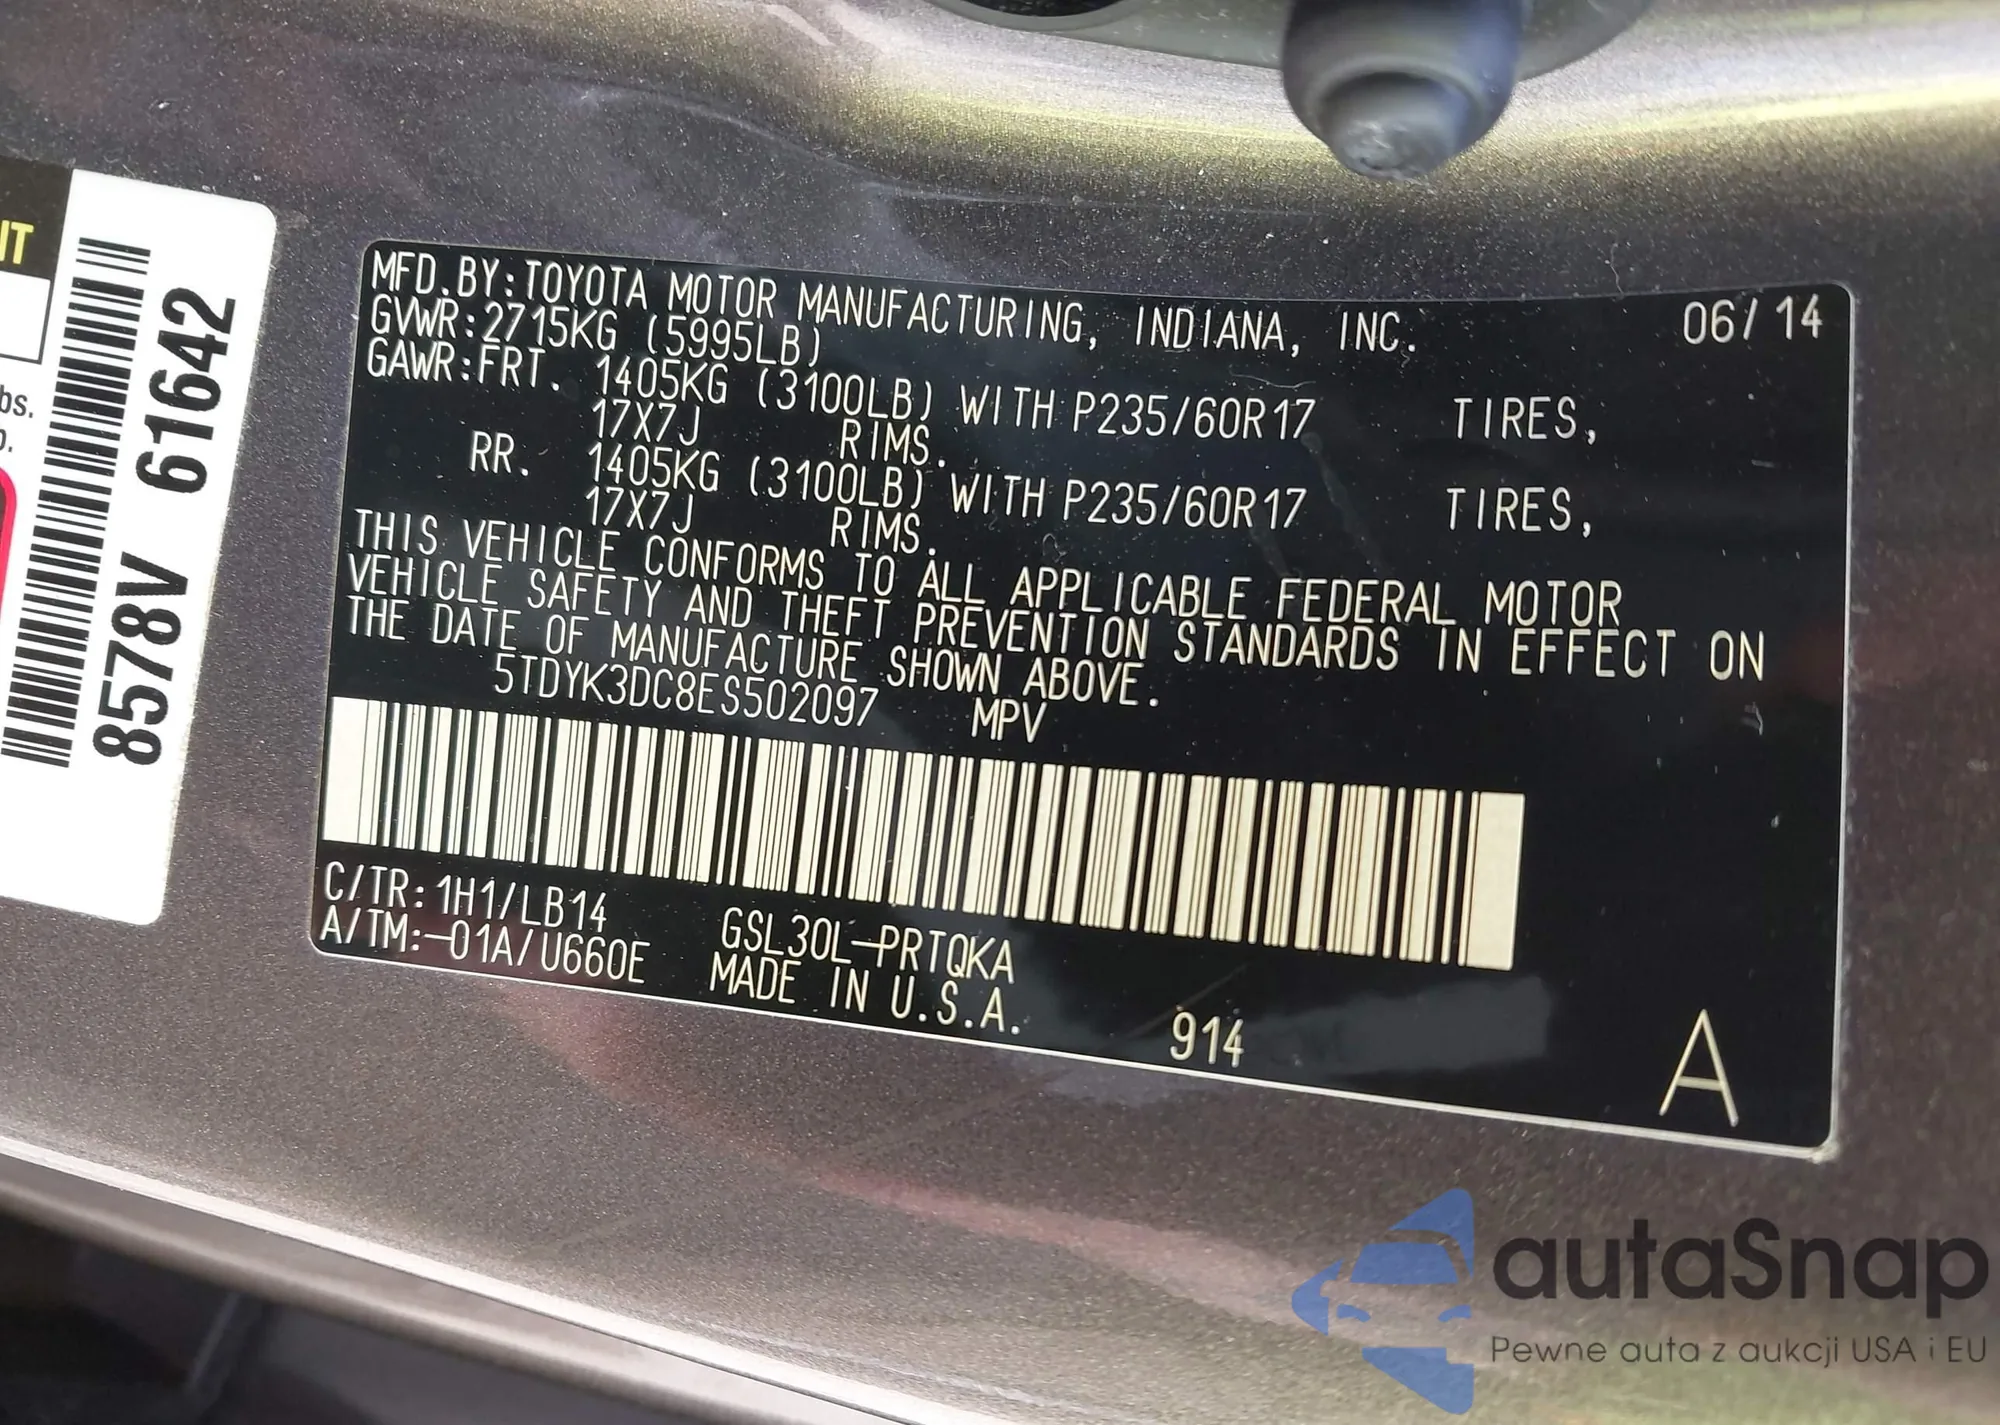 IT
bs.
8578V 61642
MFD.BY:TOYOTA MOTOR MANUFACTURING, INDIANA, INC. 06/14
GVWR:2715KG (5995LB)
GAWR:FRT. 1405KG (3100LB) WITH P235/60R17 TIRES,
17X7J RIMS.
RR. 1405KG (3100LB) WITH P235/60R17 TIRES,
17X7J RIMS.
THIS VEHICLE CONFORMS TO ALL APPLICABLE FEDERAL MOTOR
VEHICLE SAFETY AND THEFT PREVENTION STANDARDS IN EFFECT ON
THE DATE OF MANUFACTURE SHOWN ABOVE.
5TDYK3DC8ES502097 MPV
C/TR:1H1/LB14 GSL30L-PRTQKA
A/TM:-01A/U660E MADE IN U.S.A. 914 A
autaSnap
Pewne auta z aukcji USA i EU